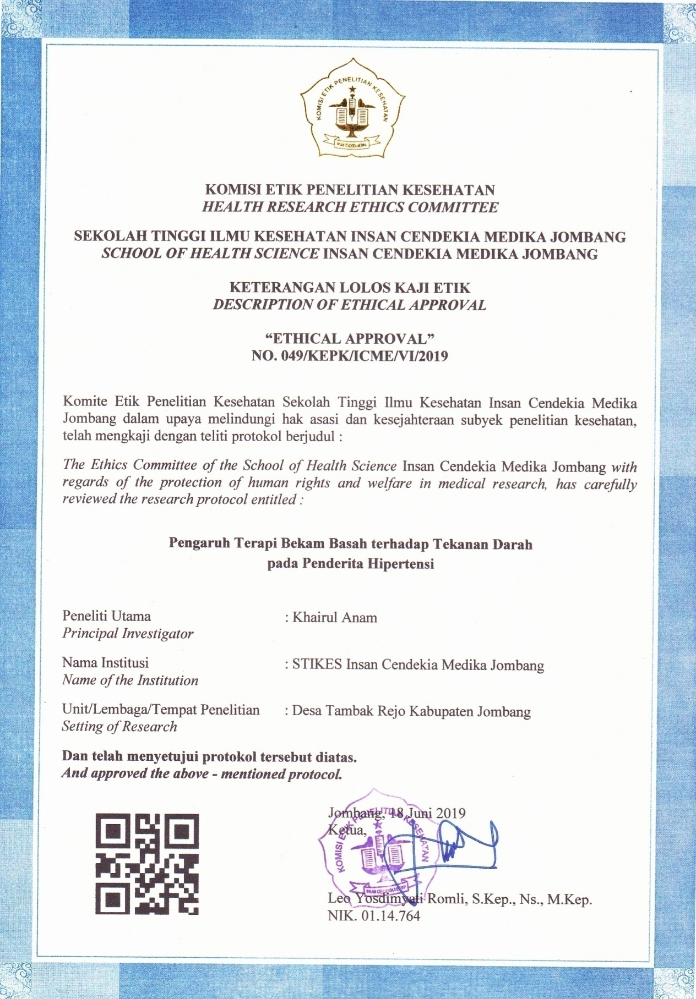 KOMISI ETIK PENELITIAN KESEHATAN
INSAN CENDEKIA MEDIKA
KOMISI ETIK PENELITIAN KESEHATAN
HEALTH RESEARCH ETHICS COMMITTEE
SEKOLAH TINGGI ILMU KESEHATAN INSAN CENDEKIA MEDIKA JOMBANG
SCHOOL OF HEALTH SCIENCE INSAN CENDEKIA MEDIKA JOMBANG
KETERANGAN LOLOS KAJI ETIK
DESCRIPTION OF ETHICAL APPROVAL
“ETHICAL APPROVAL”
NO. 049/KEPK/ICME/VI/2019
Komite Etik Penelitian Kesehatan Sekolah Tinggi Ilmu Kesehatan Insan Cendekia Medika
Jombang dalam upaya melindungi hak asasi dan kesejahteraan subyek penelitian kesehatan,
telah mengkaji dengan teliti protokol berjudul :
The Ethics Committee of the School of Health Science Insan Cendekia Medika Jombang with
regards of the protection of human rights and welfare in medical research, has carefully
reviewed the research protocol entitled :
Pengaruh Terapi Bekam Basah terhadap Tekanan Darah
pada Penderita Hipertensi
Peneliti Utama : Khairul Anam
Principal Investigator
Nama Institusi : STIKES Insan Cendekia Medika Jombang
Name of the Institution
Unit/Lembaga/Tempat Penelitian : Desa Tambak Rejo Kabupaten Jombang
Setting of Research
Dan telah menyetujui protokol tersebut diatas.
And approved the above - mentioned protocol.
Jombang, 18 Juni 2019
Ketua,
KOMISI ETIK PENELITIAN KESEHATAN
INSAN CENDEKIA MEDIKA
Leo Yosdimyati Romli, S.Kep., Ns., M.Kep.
NIK. 01.14.764